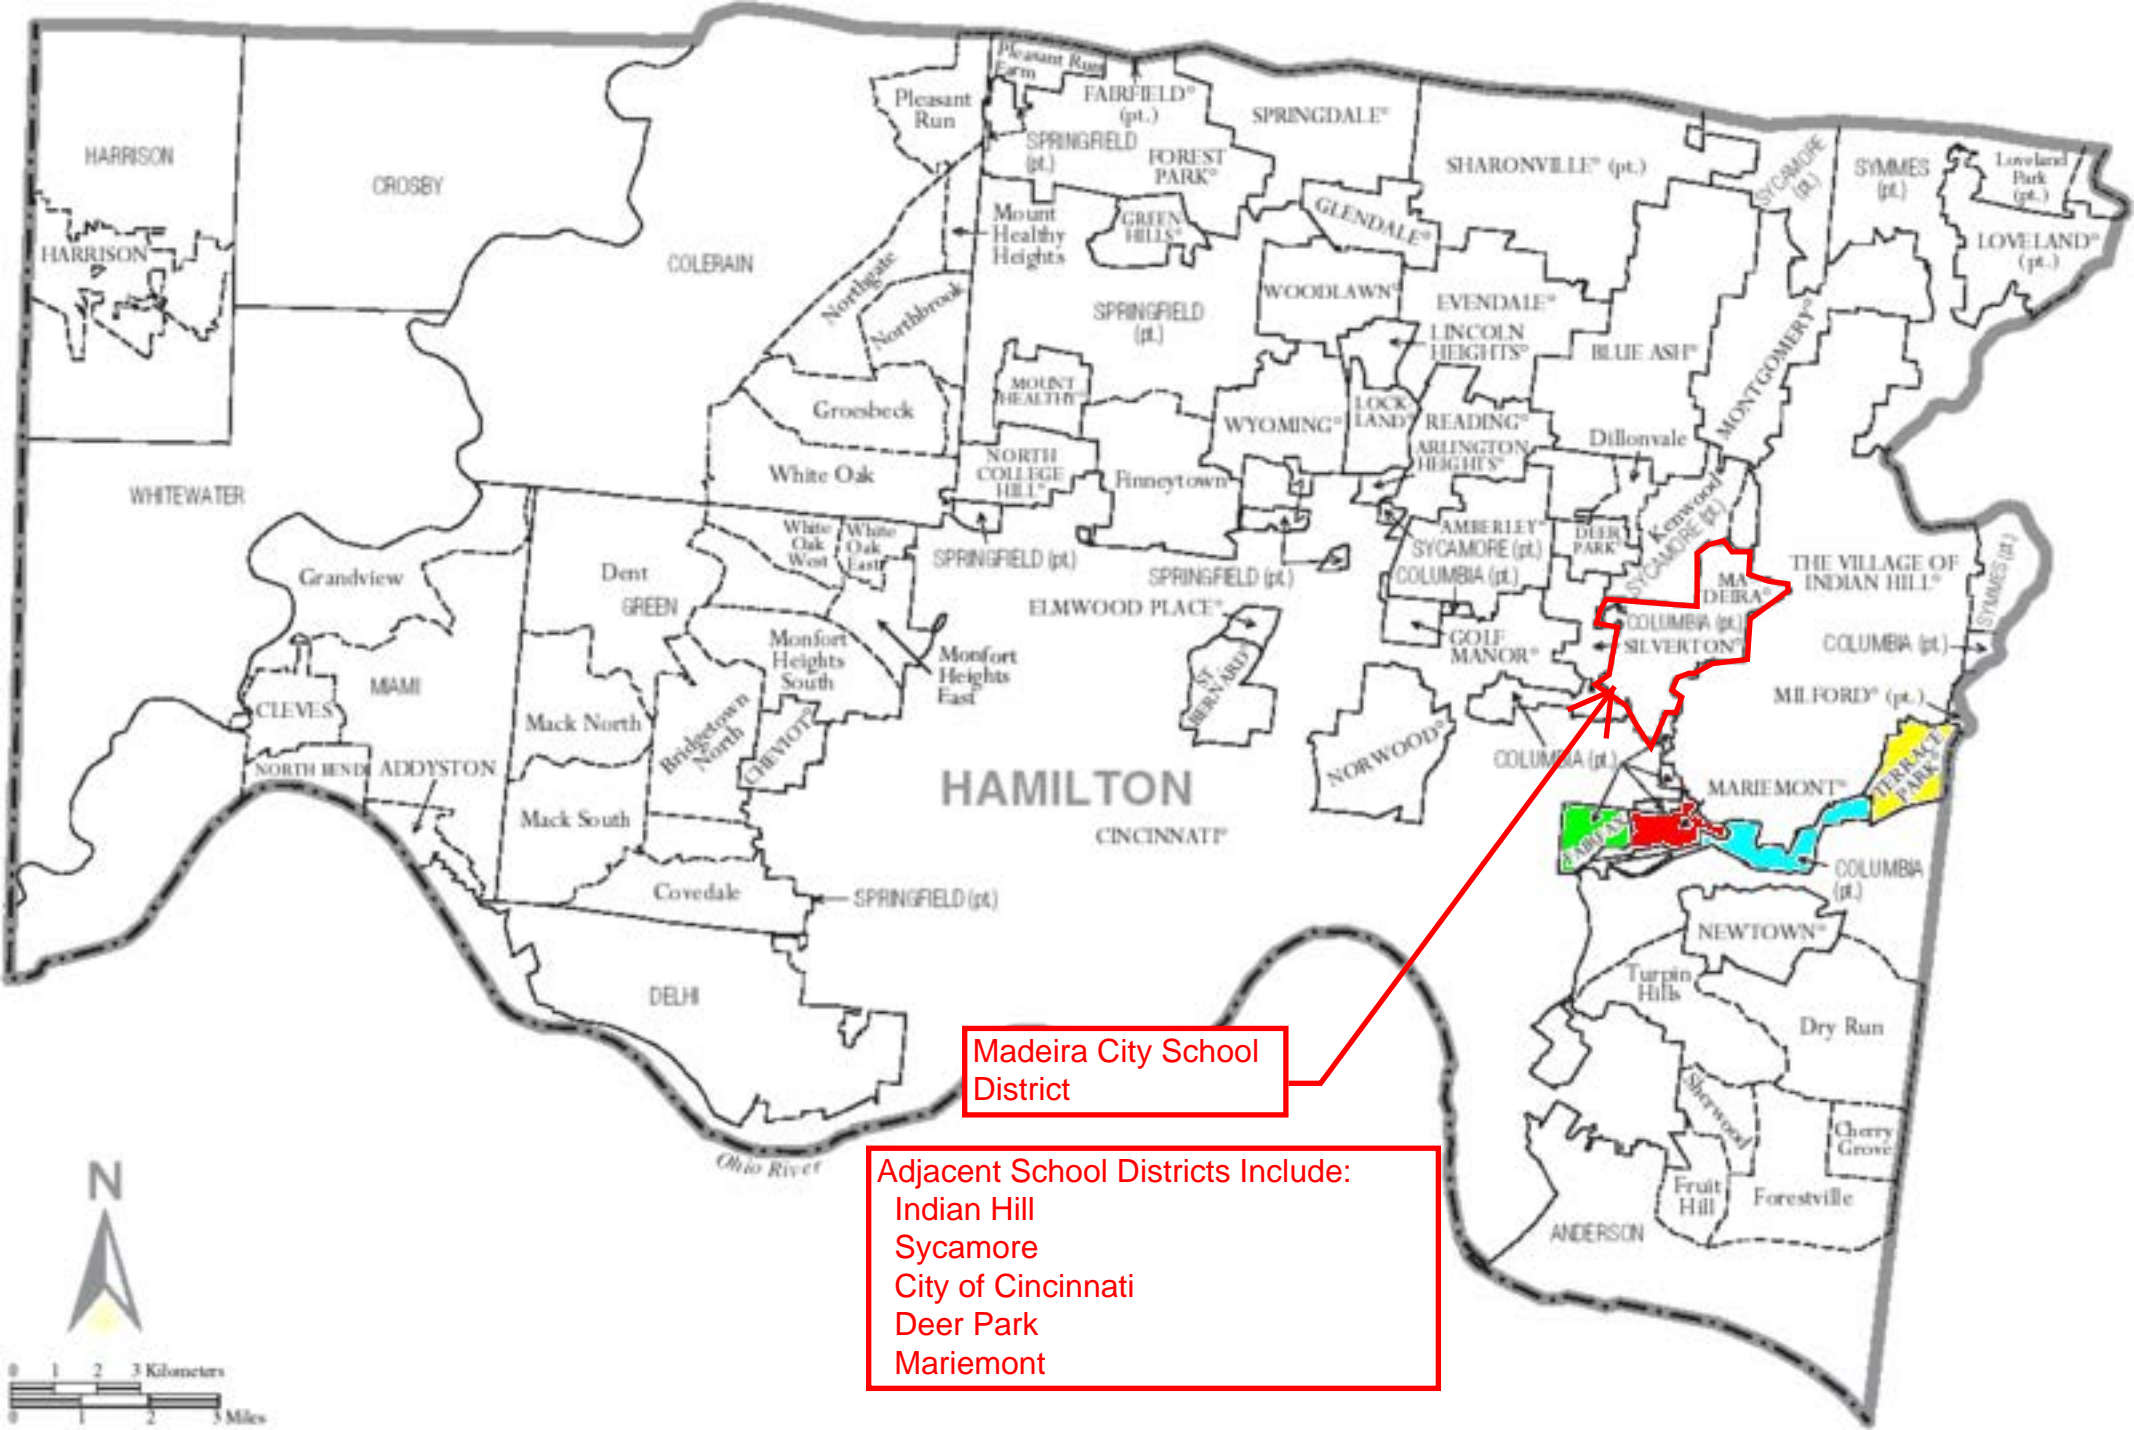 Pleasant Run
Farm
Pleasant
Run
FAIRFIELD°
(pt.)
SPRINGDALE°
SPRINGFIELD
(pt.)
FOREST
PARK°
SHARONVILLE° (pt.)
SYCAMORE
(pt.)
SYMMES
(pt.)
Loveland
Park
(pt.)
HARRISON
CROSBY
HARRISON
COLERAIN
Mount
Healthy
Heights
GREEN
HILLS°
GLENDALE°
LOVELAND°
(pt.)
Northgate
Northbrook
SPRINGFIELD
(pt.)
WOODLAWN°
EVENDALE°
LINCOLN
HEIGHTS°
BLUE ASH°
MONTGOMERY°
MOUNT
HEALTHY°
Groesbeck
WYOMING°
LOCK
LAND°
READING°
ARLINGTON
HEIGHTS°
Dillonvale
White Oak
NORTH
COLLEGE
HILL°
Finneytown
Kenwood
SYCAMORE (pt.)
WHITEWATER
White
Oak
West
White
Oak
East
SPRINGFIELD (pt.)
SPRINGFIELD (pt.)
AMBERLEY°
SYCAMORE (pt.)
COLUMBIA (pt.)
DEER
PARK°
THE VILLAGE OF
INDIAN HILL°
SYMMES (pt.)
Grandview
Dent
GREEN
ELMWOOD PLACE°
MA
DEIRA°
COLUMBIA (pt.)
SILVERTON°
COLUMBIA (pt.)
GOLF
MANOR°
Monfort
Heights
South
Monfort
Heights
East
ST
BERNARD°
MIAMI
CLEVES
MILFORD° (pt.)
Mack North
Bridgetown
North
CHEVIOT°
NORWOOD°
COLUMBIA (pt.)
NORTH BEND
ADDYSTON
HAMILTON
CINCINNATI°
MARIEMONT°
TERRACE
PARK°
Mack South
FAIRFAX
COLUMBIA
(pt.)
Covedale
SPRINGFIELD (pt.)
NEWTOWN°
Turpin
Hills
DELHI
Dry Run
Madeira City School
District
Sherwood
Cherry
Grove
Ohio River
Adjacent School Districts Include:
Indian Hill
Sycamore
City of Cincinnati
Deer Park
Mariemont
Fruit
Hill
Forestville
ANDERSON
N
0 1 2 3 Kilometers
0 1 2 3 Miles